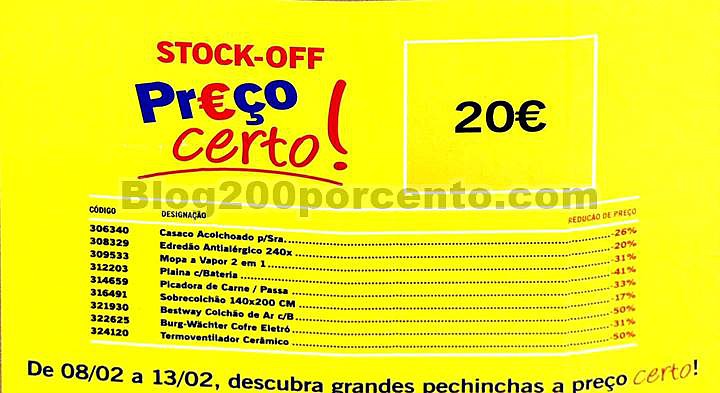 STOCK-OFF
Pr€ço
certo!
20€
Blog200porcento.com
CÓDIGO DESIGNAÇÃO REDUÇÃO DE PREÇO
306340 Casaco Acolchoado p/Sra. -26%
308329 Edredão Antialérgico 240x -20%
309533 Mopa a Vapor 2 em 1 -31%
312203 Plaina c/Bateria -41%
314659 Picadora de Carne / Passa -33%
316491 Sobrecolchão 140x200 CM -17%
321930 Bestway Colchão de Ar c/B -50%
322625 Burg-Wächter Cofre Eletró -31%
324120 Termoventilador Cerâmico -50%
De 08/02 a 13/02, descubra grandes pechinchas a preço certo!